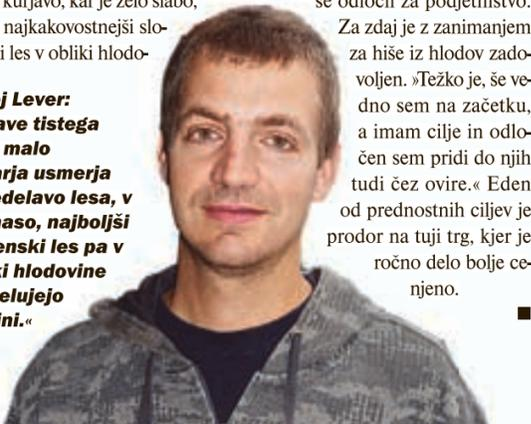 kurjavo, kar je zelo slabo,
najkakovostnejši slo-
i les v obliki hlodo-
j Lever:
ave tistega
malo
arja usmerja
edelavo lesa, v
naso, najboljši
enski les pa v
ki hlodovine
elujejo
ini.«
se odločil za podjetništvo.
Za zdaj je z zanimanjem
za hiše iz hlodov zado-
voljen. »Težko je, še ve-
dno sem na začetku,
a imam cilje in odlo-
čen sem pridi do njih
tudi čez ovire.« Eden
od prednostnih ciljev je
prodor na tuji trg, kjer je
ročno delo bolje ce-
njeno.